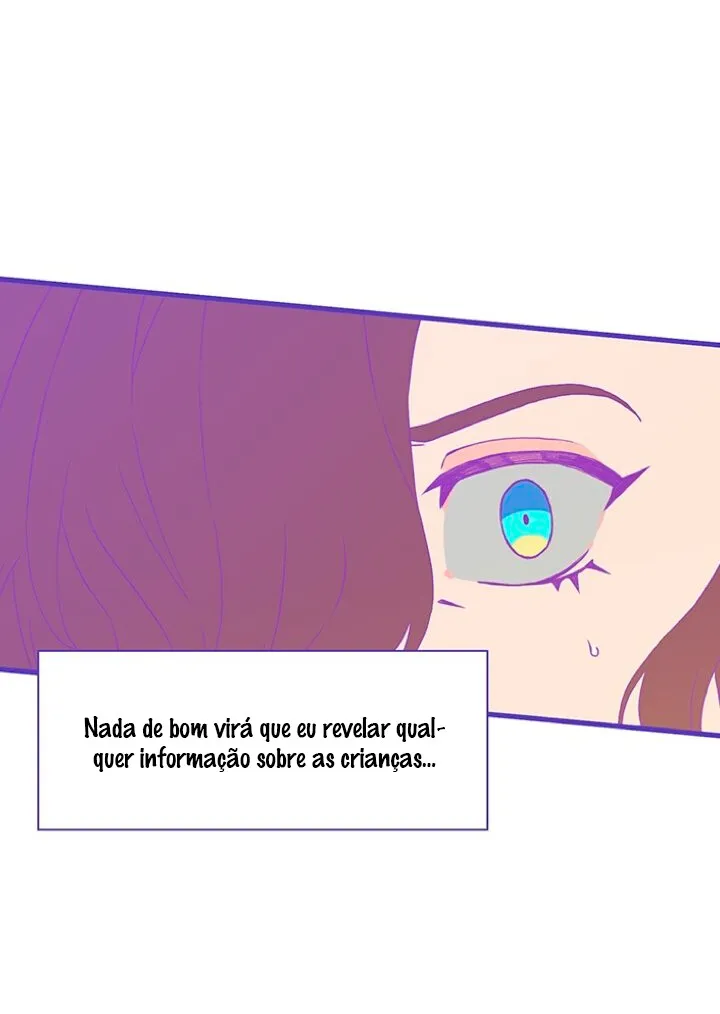 Nada de bom virá que eu revelar qual-
quer informação sobre as crianças...